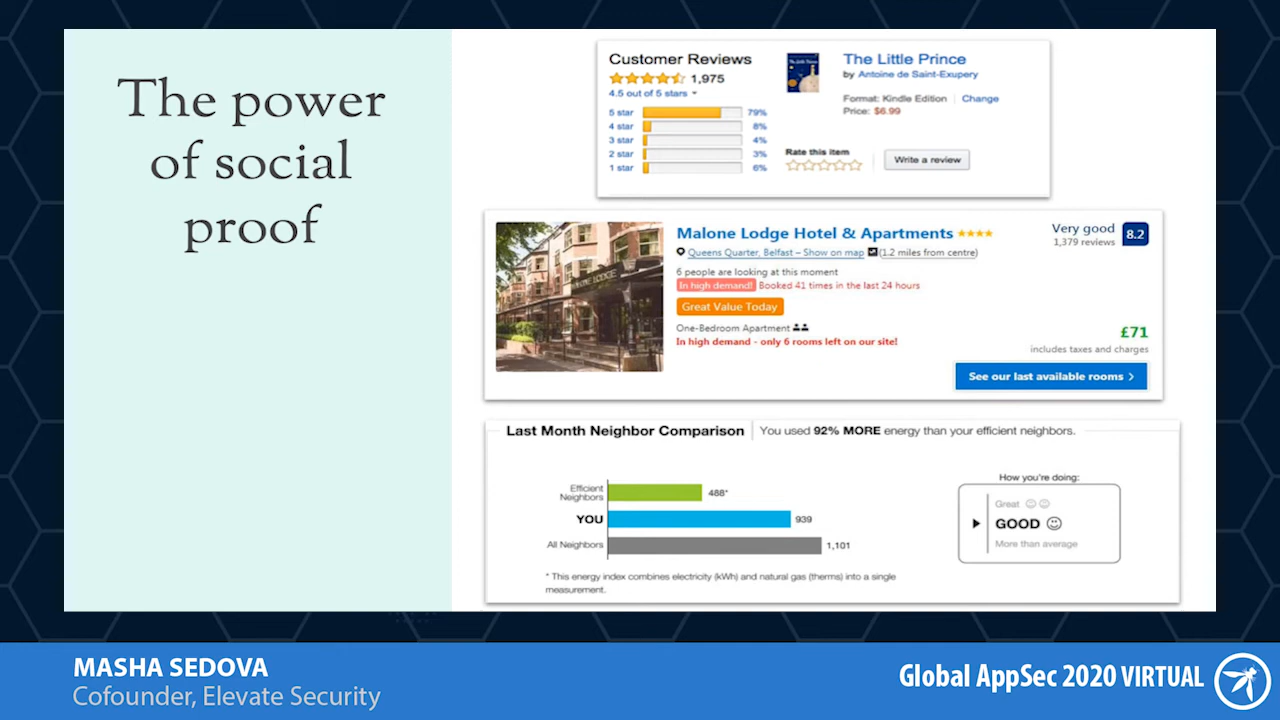 The power
of social
proof
Customer Reviews
1,975
4.5 out of 5 stars
5 star 79%
4 star 8%
3 star 4%
2 star 3%
1 star 6%
The Little Prince
by Antoine de Saint-Exupery
Format: Kindle Edition | Change
Price: $6.99
Rate this item
Write a review
Malone Lodge Hotel & Apartments
Queens Quarter, Belfast – Show on map (1.2 miles from centre)
6 people are looking at this moment
In high demand! Booked 41 times in the last 24 hours
Great Value Today
One-Bedroom Apartment
In high demand - only 6 rooms left on our site!
Very good 8.2
1,379 reviews
£71
includes taxes and charges
See our last available rooms
MALONE LODGE
Last Month Neighbor Comparison | You used 92% MORE energy than your efficient neighbors.
Efficient
Neighbors 488*
YOU 939
All Neighbors 1,101
* This energy index combines electricity (kWh) and natural gas (therms) into a single
measurement.
How you're doing:
Great
GOOD
More than average
MASHA SEDOVA
Cofounder, Elevate Security
Global AppSec 2020 VIRTUAL